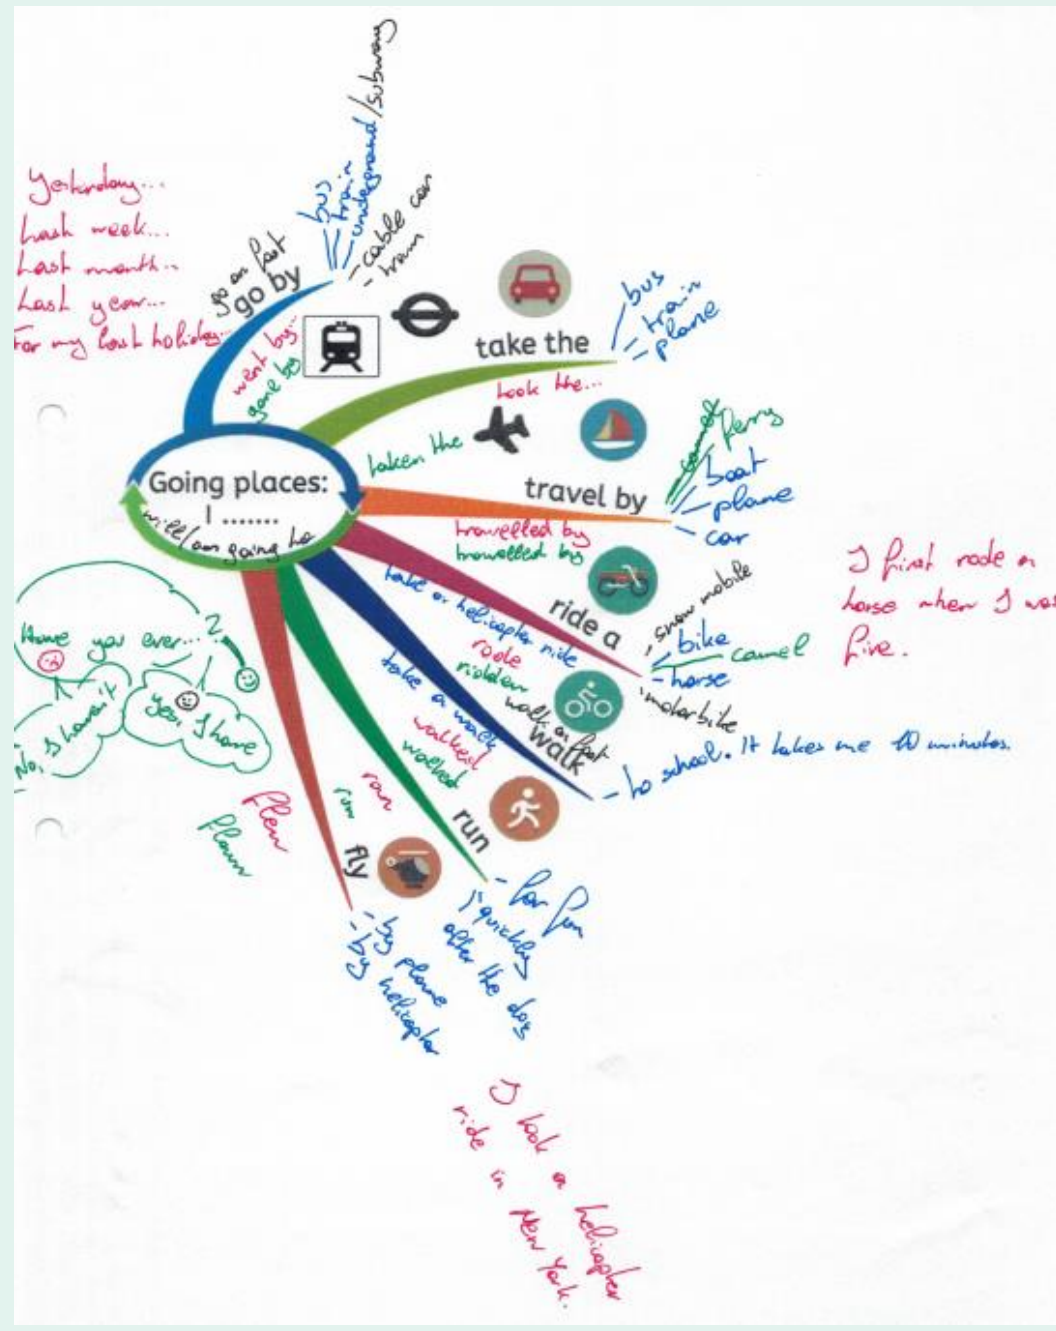 Yesterday...
Last week...
Last month...
Last year...
For my last holiday...
go on foot
go by
bus
train
underground/subway
cable car
tram
went by...
gone by
take the
bus
train
plane
took the...
taken the
travel by
camel
ferry
boat
plane
car
travelled by
travelled by
Going places:
I .......
will/am going to
ride a
snow mobile
bike
camel
horse
motorbike
take a helicopter ride
rode
ridden
I first rode a
horse when I was
five.
walk on foot
walk
to school. It takes me 10 minutes.
take a walk
walked
walked
run
for fun
quickly
after the dog
ran
run
fly
by plane
by helicopter
flew
flown
Have you ever... ?
No, I haven't
Yes, I have
I took a helicopter
ride in New York.